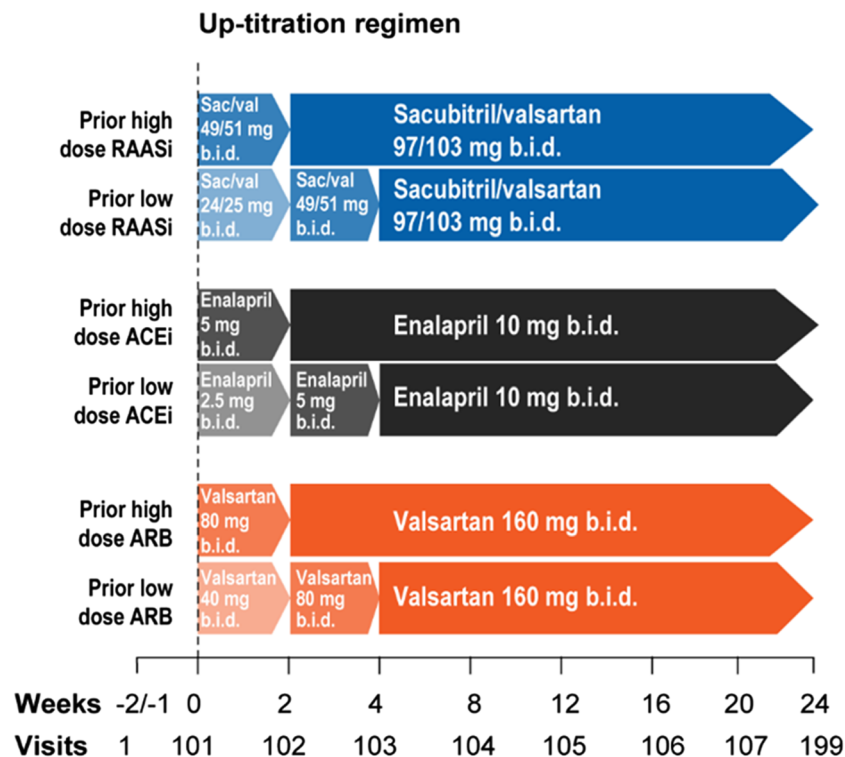 Up-titration regimen
Prior high
dose RAASi
Sac/val
49/51 mg
b.i.d.
Sacubitril/valsartan
97/103 mg b.i.d.
Prior low
dose RAASi
Sac/val
24/25 mg
b.i.d.
Sac/val
49/51 mg
b.i.d.
Sacubitril/valsartan
97/103 mg b.i.d.
Prior high
dose ACEi
Enalapril
5 mg
b.i.d.
Enalapril 10 mg b.i.d.
Prior low
dose ACEi
Enalapril
2.5 mg
b.i.d.
Enalapril
5 mg
b.i.d.
Enalapril 10 mg b.i.d.
Prior high
dose ARB
Valsartan
80 mg
b.i.d.
Valsartan 160 mg b.i.d.
Prior low
dose ARB
Valsartan
40 mg
b.i.d.
Valsartan
80 mg
b.i.d.
Valsartan 160 mg b.i.d.
Weeks -2/-1 0 2 4 8 12 16 20 24
Visits 1 101 102 103 104 105 106 107 199